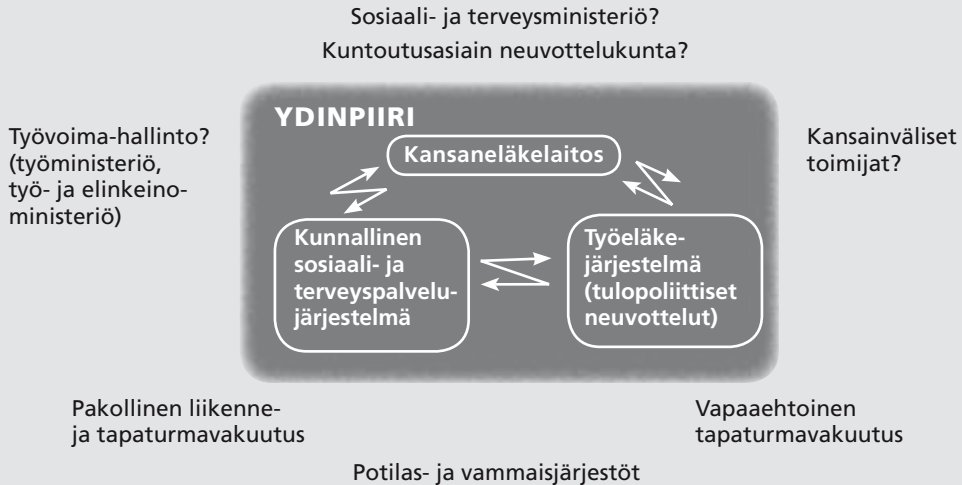 Sosiaali- ja terveysministeriö?
Kuntoutusasiain neuvottelukunta?
Työvoima-hallinto?
(työministeriö,
työ- ja elinkeino-
ministeriö)
YDINPIIRI
Kansaneläkelaitos
Kansainväliset
toimijat?
Kunnallinen
sosiaali- ja
terveyspalvelu-
järjestelmä
Työeläke-
järjestelmä
(tulopoliittiset
neuvottelut)
Pakollinen liikenne-
ja tapaturmavakuutus
Vapaaehtoinen
tapaturmavakuutus
Potilas- ja vammaisjärjestöt